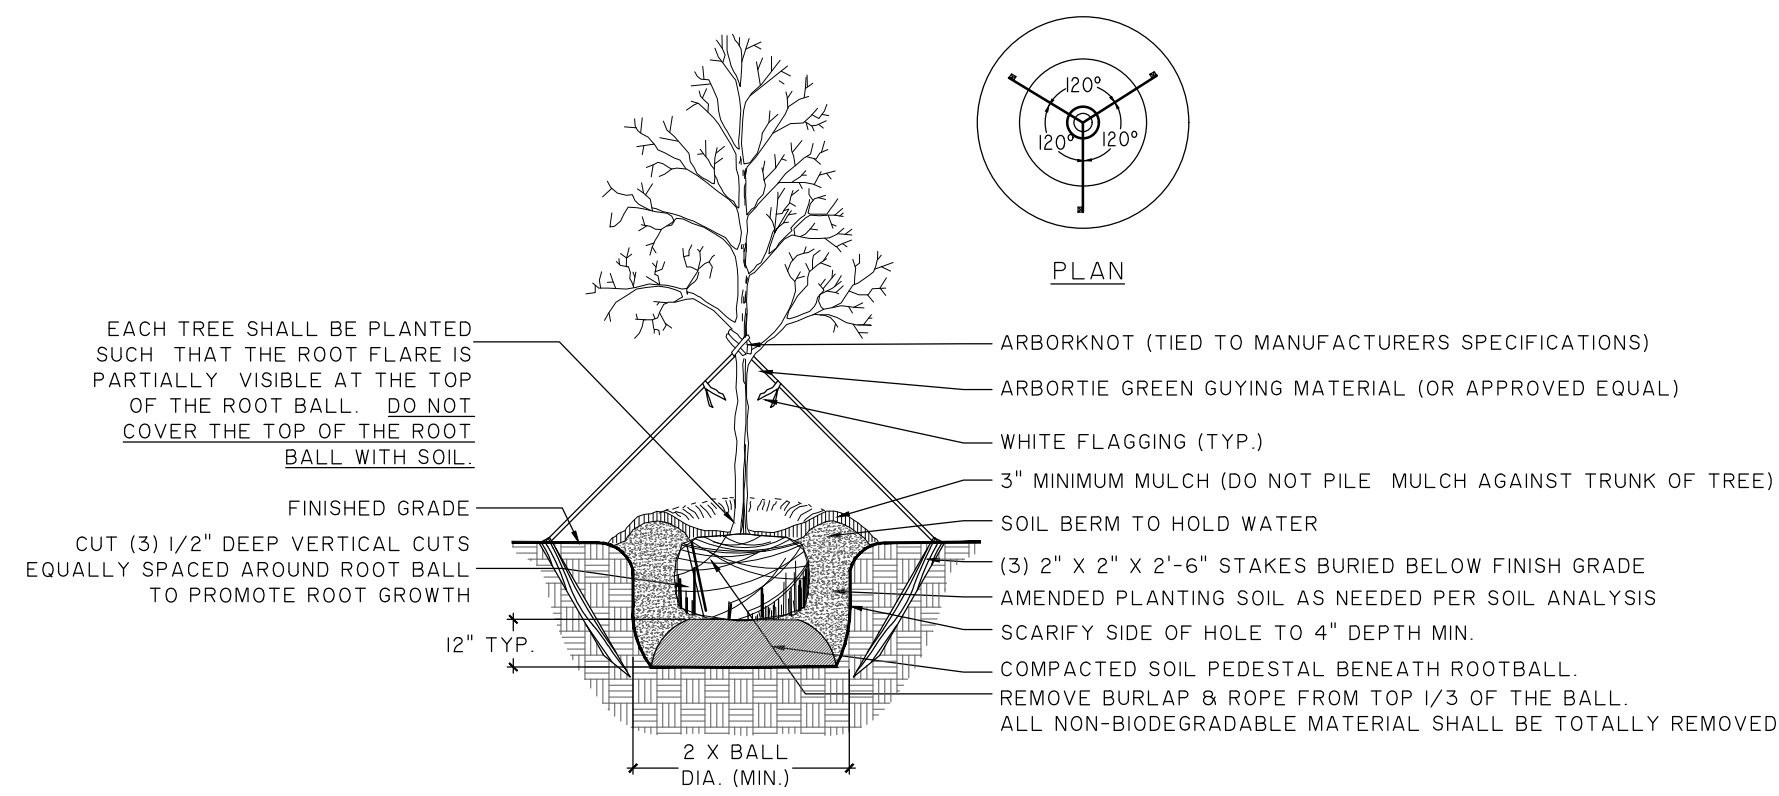 120°
120°
120°
PLAN
EACH TREE SHALL BE PLANTED
SUCH THAT THE ROOT FLARE IS
PARTIALLY VISIBLE AT THE TOP
OF THE ROOT BALL. DO NOT
COVER THE TOP OF THE ROOT
BALL WITH SOIL.
FINISHED GRADE
CUT (3) 1/2" DEEP VERTICAL CUTS
EQUALLY SPACED AROUND ROOT BALL
TO PROMOTE ROOT GROWTH
12" TYP.
2 X BALL
DIA. (MIN.)
ARBORKNOT (TIED TO MANUFACTURERS SPECIFICATIONS)
ARBORTIE GREEN GUYING MATERIAL (OR APPROVED EQUAL)
WHITE FLAGGING (TYP.)
3" MINIMUM MULCH (DO NOT PILE MULCH AGAINST TRUNK OF TREE)
SOIL BERM TO HOLD WATER
(3) 2" X 2" X 2'-6" STAKES BURIED BELOW FINISH GRADE
AMENDED PLANTING SOIL AS NEEDED PER SOIL ANALYSIS
SCARIFY SIDE OF HOLE TO 4" DEPTH MIN.
COMPACTED SOIL PEDESTAL BENEATH ROOTBALL.
REMOVE BURLAP & ROPE FROM TOP 1/3 OF THE BALL.
ALL NON-BIODEGRADABLE MATERIAL SHALL BE TOTALLY REMOVED